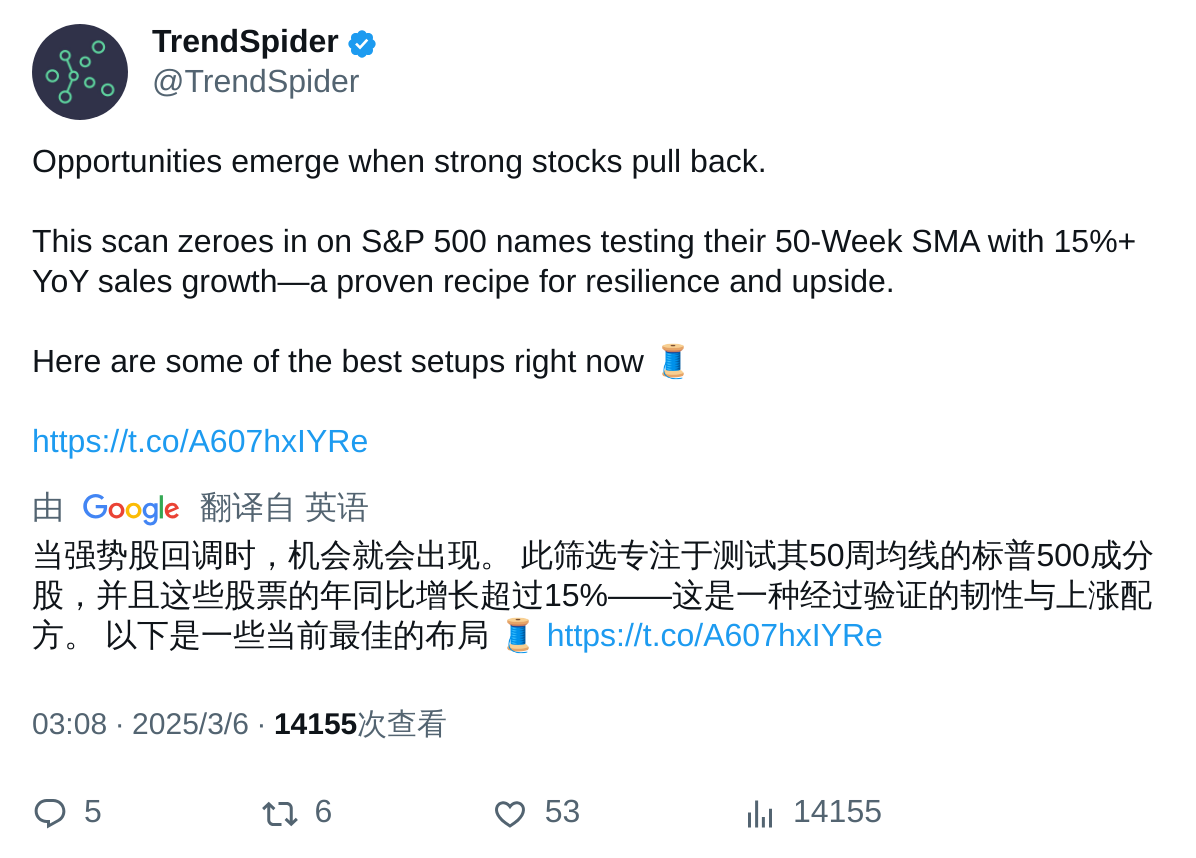 TrendSpider
@TrendSpider
Opportunities emerge when strong stocks pull back.
This scan zeroes in on S&P 500 names testing their 50-Week SMA with 15%+
YoY sales growth—a proven recipe for resilience and upside.
Here are some of the best setups right now 🧵
https://t.co/A607hxIYRe
由 Google 翻译自 英语
当强势股回调时，机会就会出现。 此筛选专注于测试其50周均线的标普500成分
股，并且这些股票的年同比增长超过15%——这是一种经过验证的韧性与上涨配
方。 以下是一些当前最佳的布局 🧵 https://t.co/A607hxIYRe
03:08 · 2025/3/6 · 14155次查看
5 6 53 14155